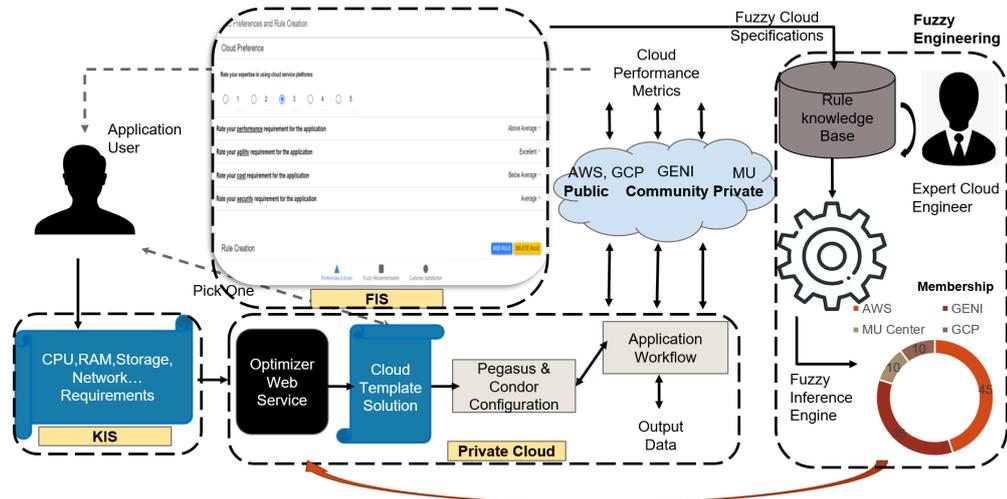 Preferences and Rule Creation
Cloud Preference
Rate your expertise in using cloud service platforms
1 2 3 4 5
Rate your performance requirement for the application Above Average
Rate your agility requirement for the application Excellent
Rate your cost requirement for the application Below Average
Rate your security requirement for the application Average
Rule Creation
ADD RULE DELETE RULE
Preferences & Rules Fuzzy Recommendation Customer Satisfaction
FIS
Application
User
Pick One
Cloud
Performance
Metrics
AWS, GCP GENI MU
Public Community Private
Fuzzy Cloud
Specifications
Fuzzy
Engineering
Rule
knowledge
Base
Expert Cloud
Engineer
Membership
AWS GENI
MU Center GCP
10
10
45
Fuzzy
Inference
Engine
CPU,RAM,Storage,
Network…
Requirements
KIS
Optimizer
Web
Service
Cloud
Template
Solution
Pegasus &
Condor
Configuration
Application
Workflow
Output
Data
Private Cloud